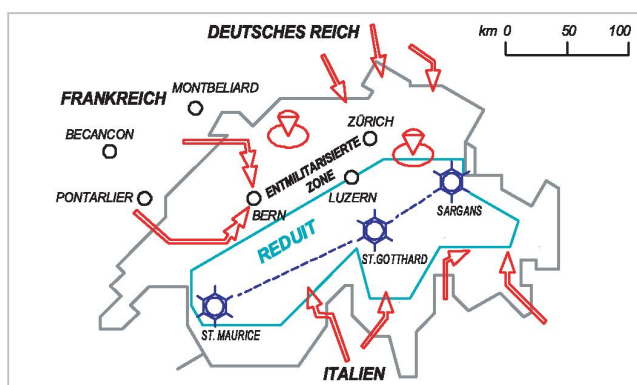 DEUTSCHES REICH
km 0 50 100
FRANKREICH
MONTBELIARD
BECANCON
ZÜRICH
ENTMILITARISIERTE
ZONE
PONTARLIER
BERN
LUZERN
SARGANS
REDUIT
ST.GOTTHARD
ST. MAURICE
ITALIEN